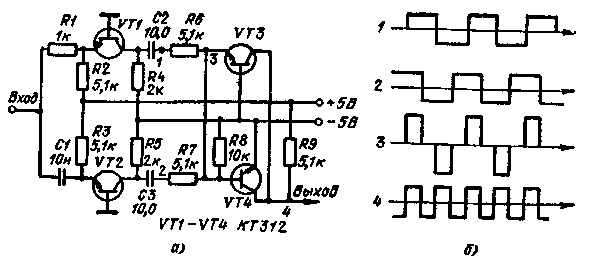 R1
1к
VT1
C2
10,0
1
R6
5,1к
3
VT3
R2
5,1к
R4
2к
Вход
+5В
-5В
C1
10н
R3
5,1к
VT2
R5
2к
2
C3
10,0
R7
5,1к
R8
10к
VT4
R9
5,1к
Выход
4
VT1-VT4 КТ312
а)
1
2
3
4
б)